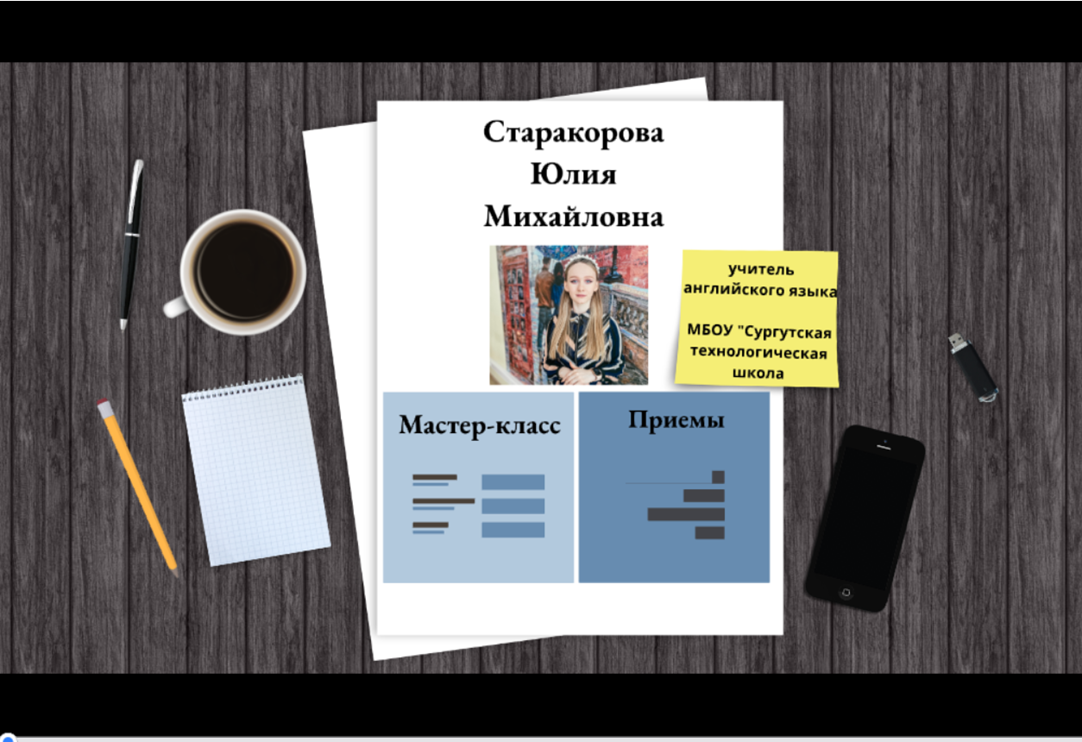 Старакорова
Юлия
Михайловна
учитель
английского языка
МБОУ "Сургутская
технологическая
школа
Мастер-класс
Приемы